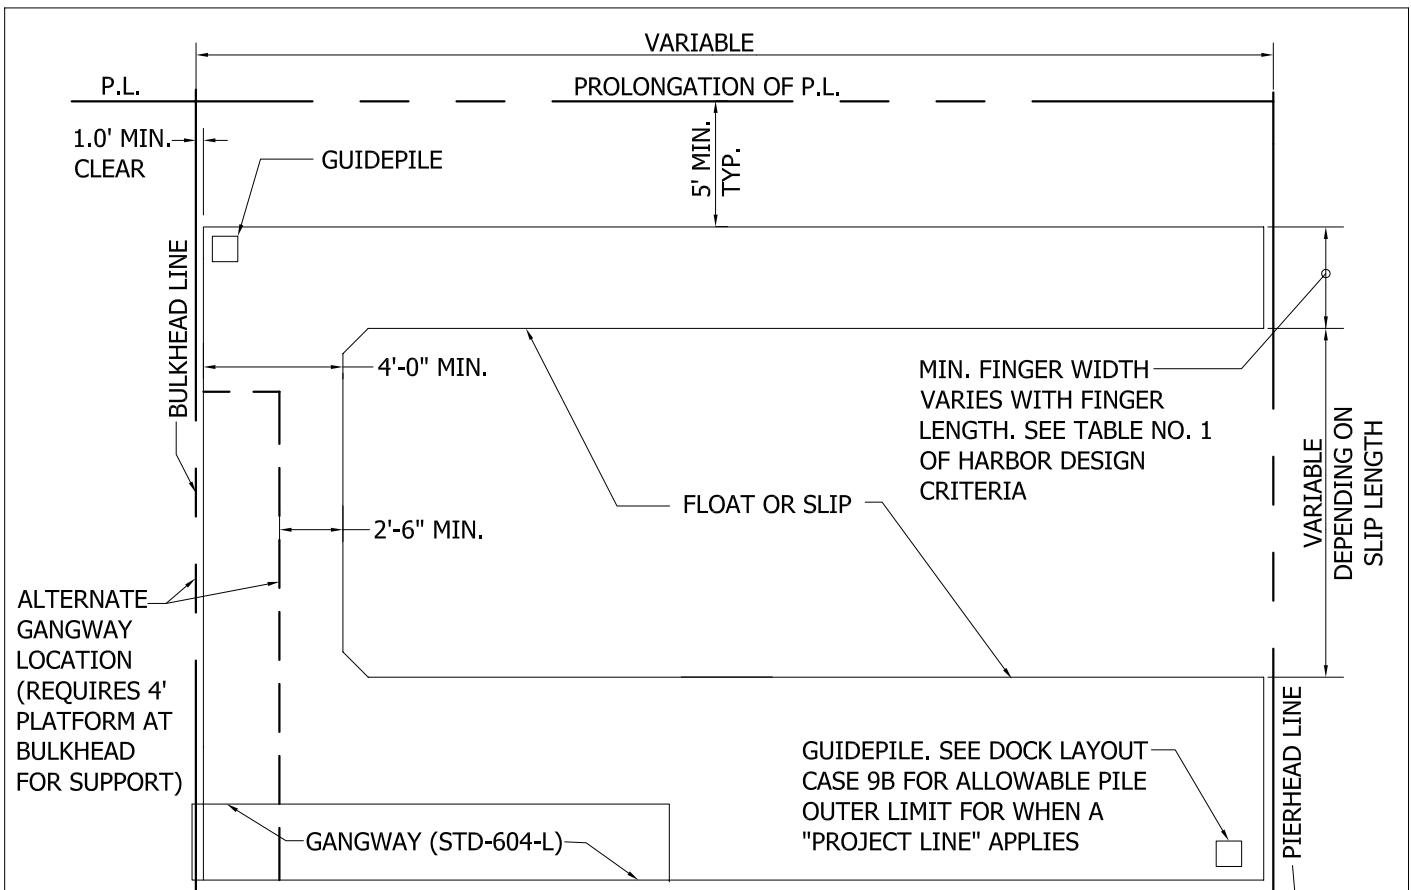 VARIABLE
P.L.
PROLONGATION OF P.L.
1.0' MIN.
CLEAR
GUIDEPILE
5' MIN.
TYP.
BULKHEAD LINE
4'-0" MIN.
MIN. FINGER WIDTH
VARIES WITH FINGER
LENGTH. SEE TABLE NO. 1
OF HARBOR DESIGN
CRITERIA
VARIABLE
DEPENDING ON
SLIP LENGTH
FLOAT OR SLIP
2'-6" MIN.
ALTERNATE
GANGWAY
LOCATION
(REQUIRES 4'
PLATFORM AT
BULKHEAD
FOR SUPPORT)
GUIDEPILE. SEE DOCK LAYOUT
CASE 9B FOR ALLOWABLE PILE
OUTER LIMIT FOR WHEN A
"PROJECT LINE" APPLIES
PIERHEAD LINE
GANGWAY (STD-604-L)